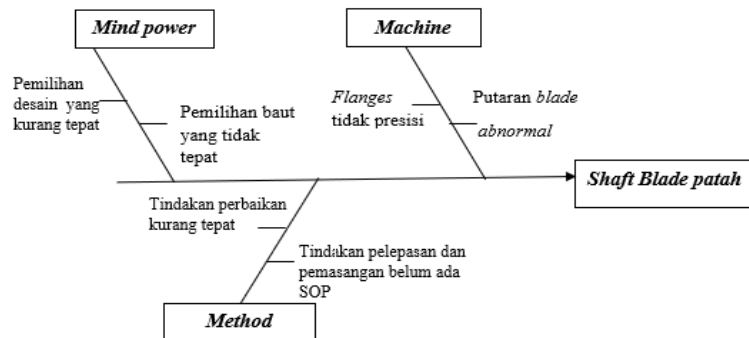 Mind power
Machine
Pemilihan
desain yang
kurang tepat
Pemilihan baut
yang tidak
tepat
Flanges
tidak presisi
Putaran blade
abnormal
Shaft Blade patah
Tindakan perbaikan
kurang tepat
Tindakan pelepasan dan
pemasangan belum ada
SOP
Method